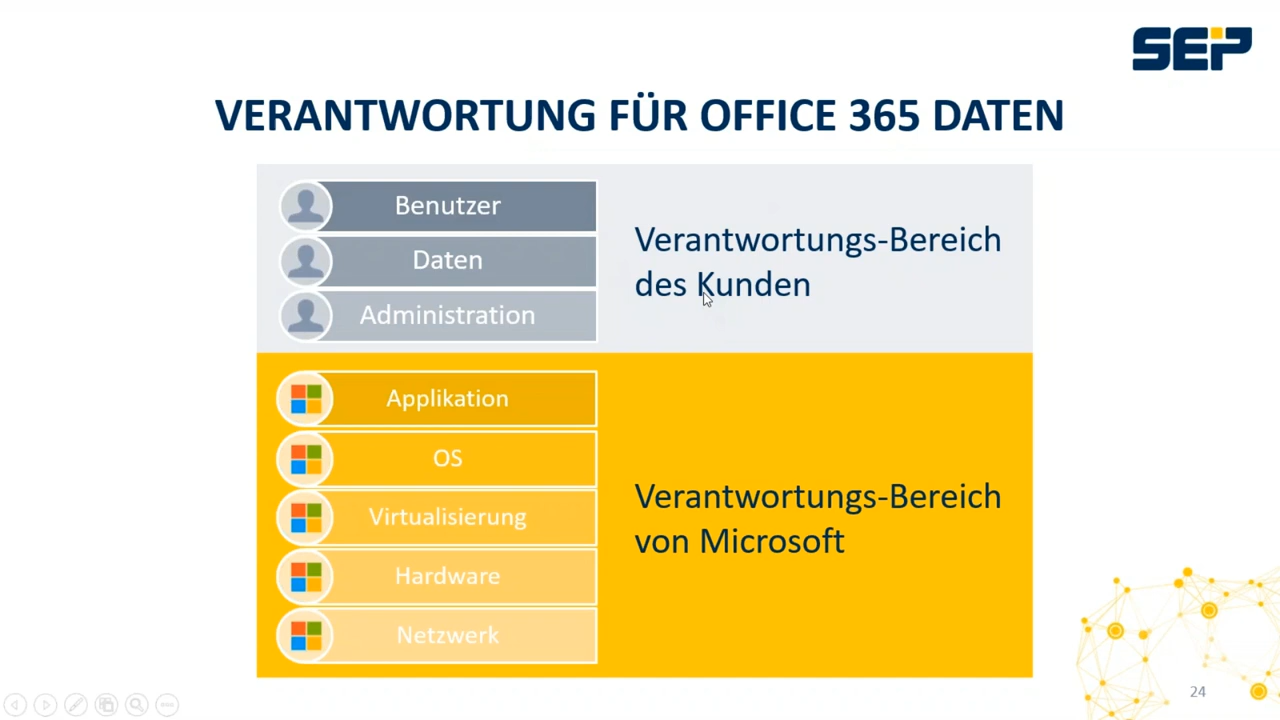 SEP
VERANTWORTUNG FÜR OFFICE 365 DATEN
Benutzer
Daten
Administration
Verantwortungs-Bereich
des Kunden
Applikation
OS
Virtualisierung
Hardware
Netzwerk
Verantwortungs-Bereich
von Microsoft
24